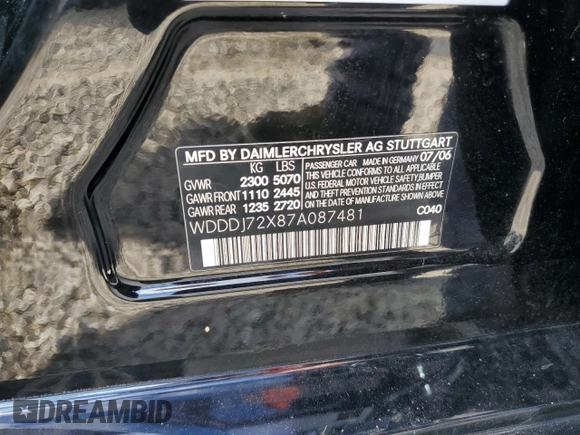 MFD BY DAIMLERCHRYSLER AG STUTTGART
KG LBS
GVWR 2300 5070
GAWR FRONT 1110 2445
GAWR REAR 1235 2720
PASSENGER CAR MADE IN GERMANY 07/06
THIS VEHICLE CONFORMS TO ALL APPLICABLE
U.S. FEDERAL MOTOR VEHICLE SAFETY,BUMPER
AND THEFT PREVENTION STANDARDS IN EFFECT
ON THE DATE OF MANUFACTURE SHOWN ABOVE.
WDDDJ72X87A087481
C040
DREAMBID